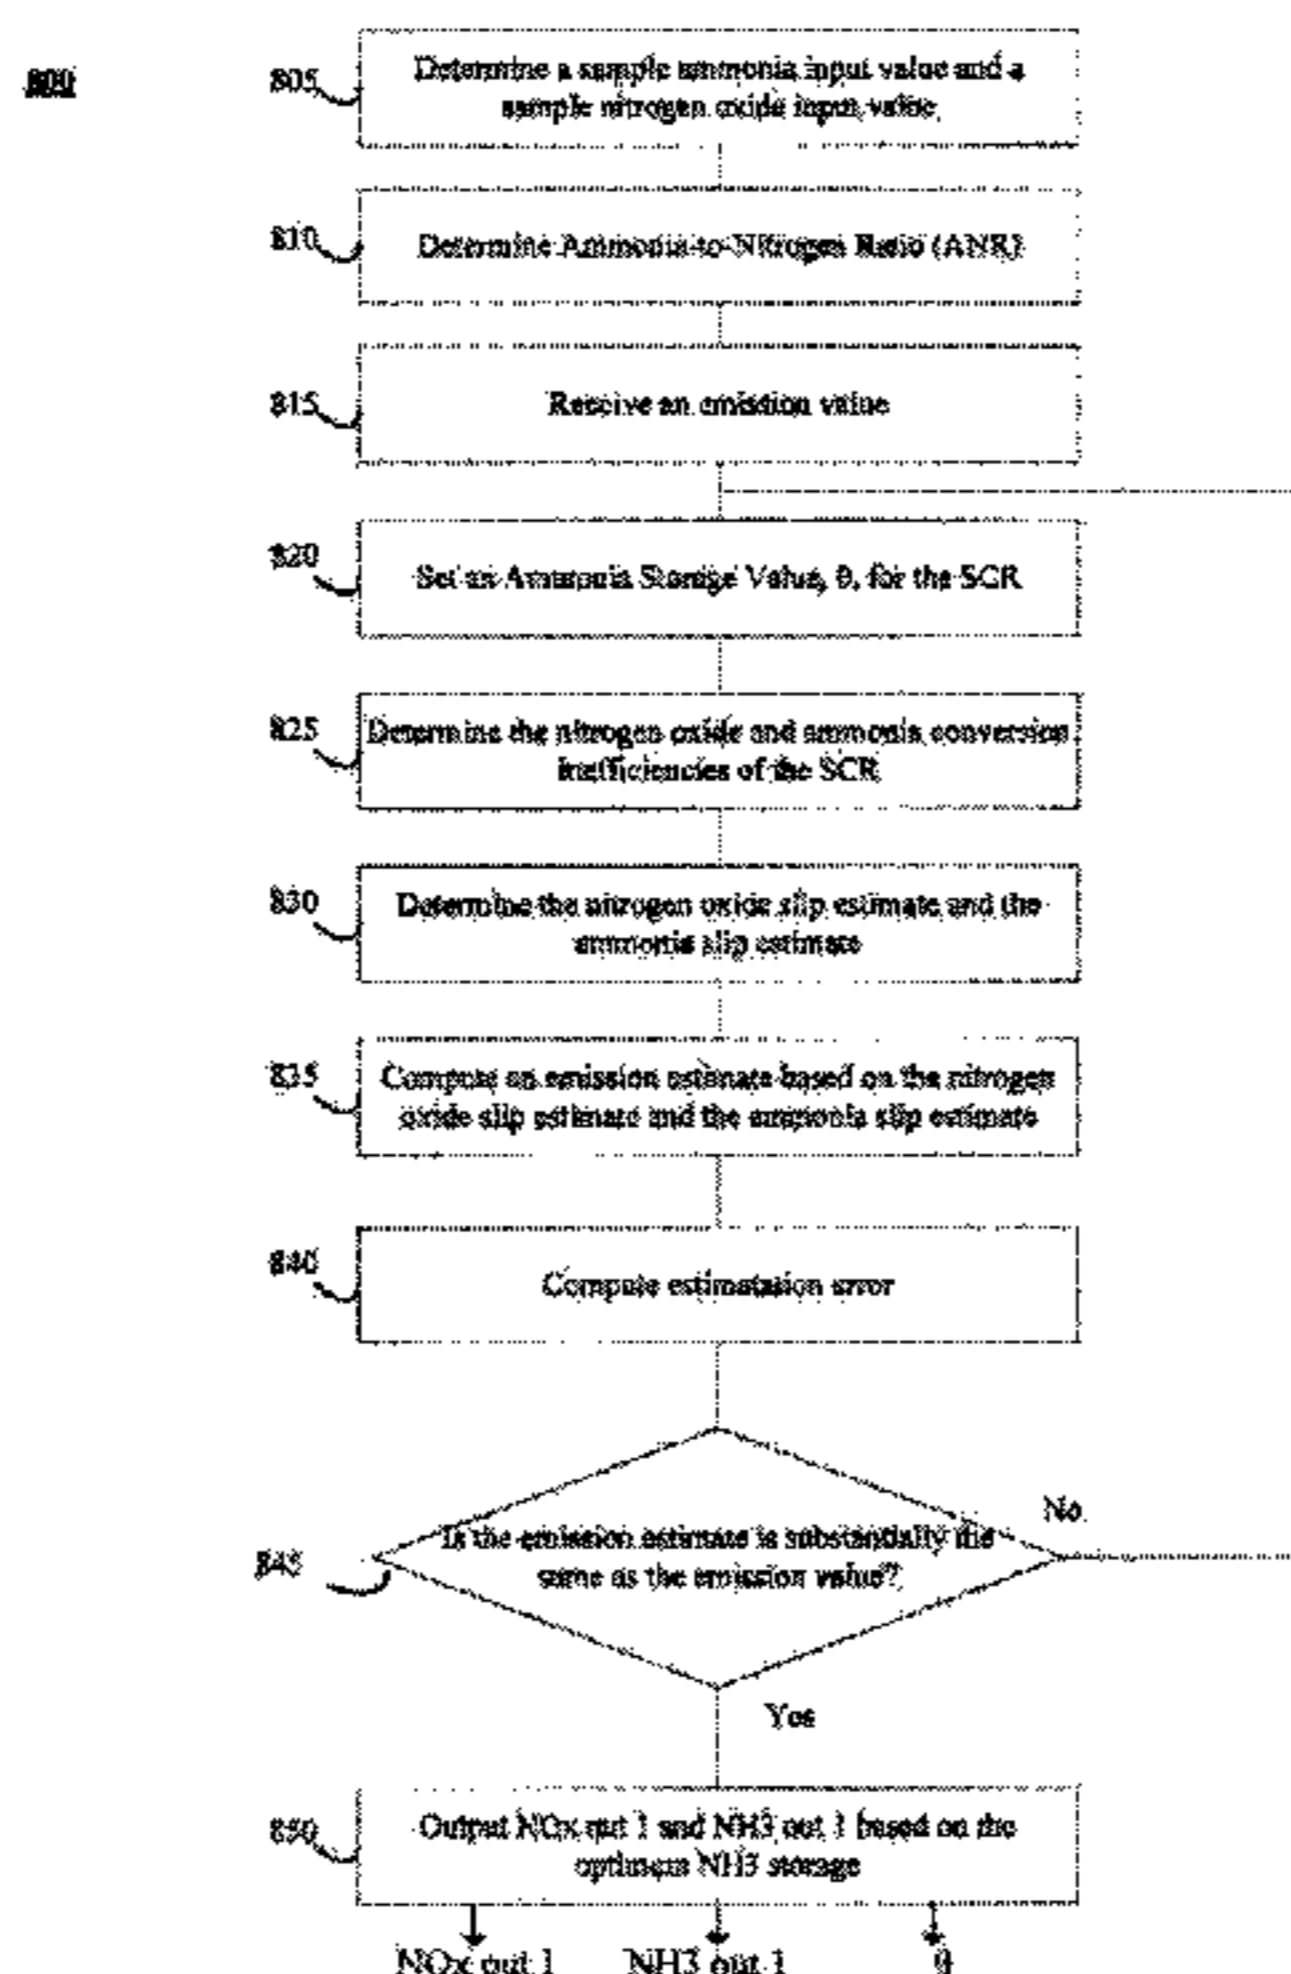 800
805
Determine a sample ammonia input value and a
sample nitrogen oxide input value
810
Determine Ammonia-to-Nitrogen Ratio (ANR)
815
Receive an emission value
820
Set an Ammonia Storage Value, θ, for the SCR
825
Determine the nitrogen oxide and ammonia conversion
inefficiencies of the SCR
830
Determine the nitrogen oxide slip estimate and the
ammonia slip estimate
835
Compute an emission estimate based on the nitrogen
oxide slip estimate and the ammonia slip estimate
840
Compute estimatation error
845
Is the emission estimate is substantially the
same as the emission value?
No
Yes
850
Output NOx out 1 and NH3 out 1 based on the
optimum NH3 storage
NOx out 1
NH3 out 1
θ